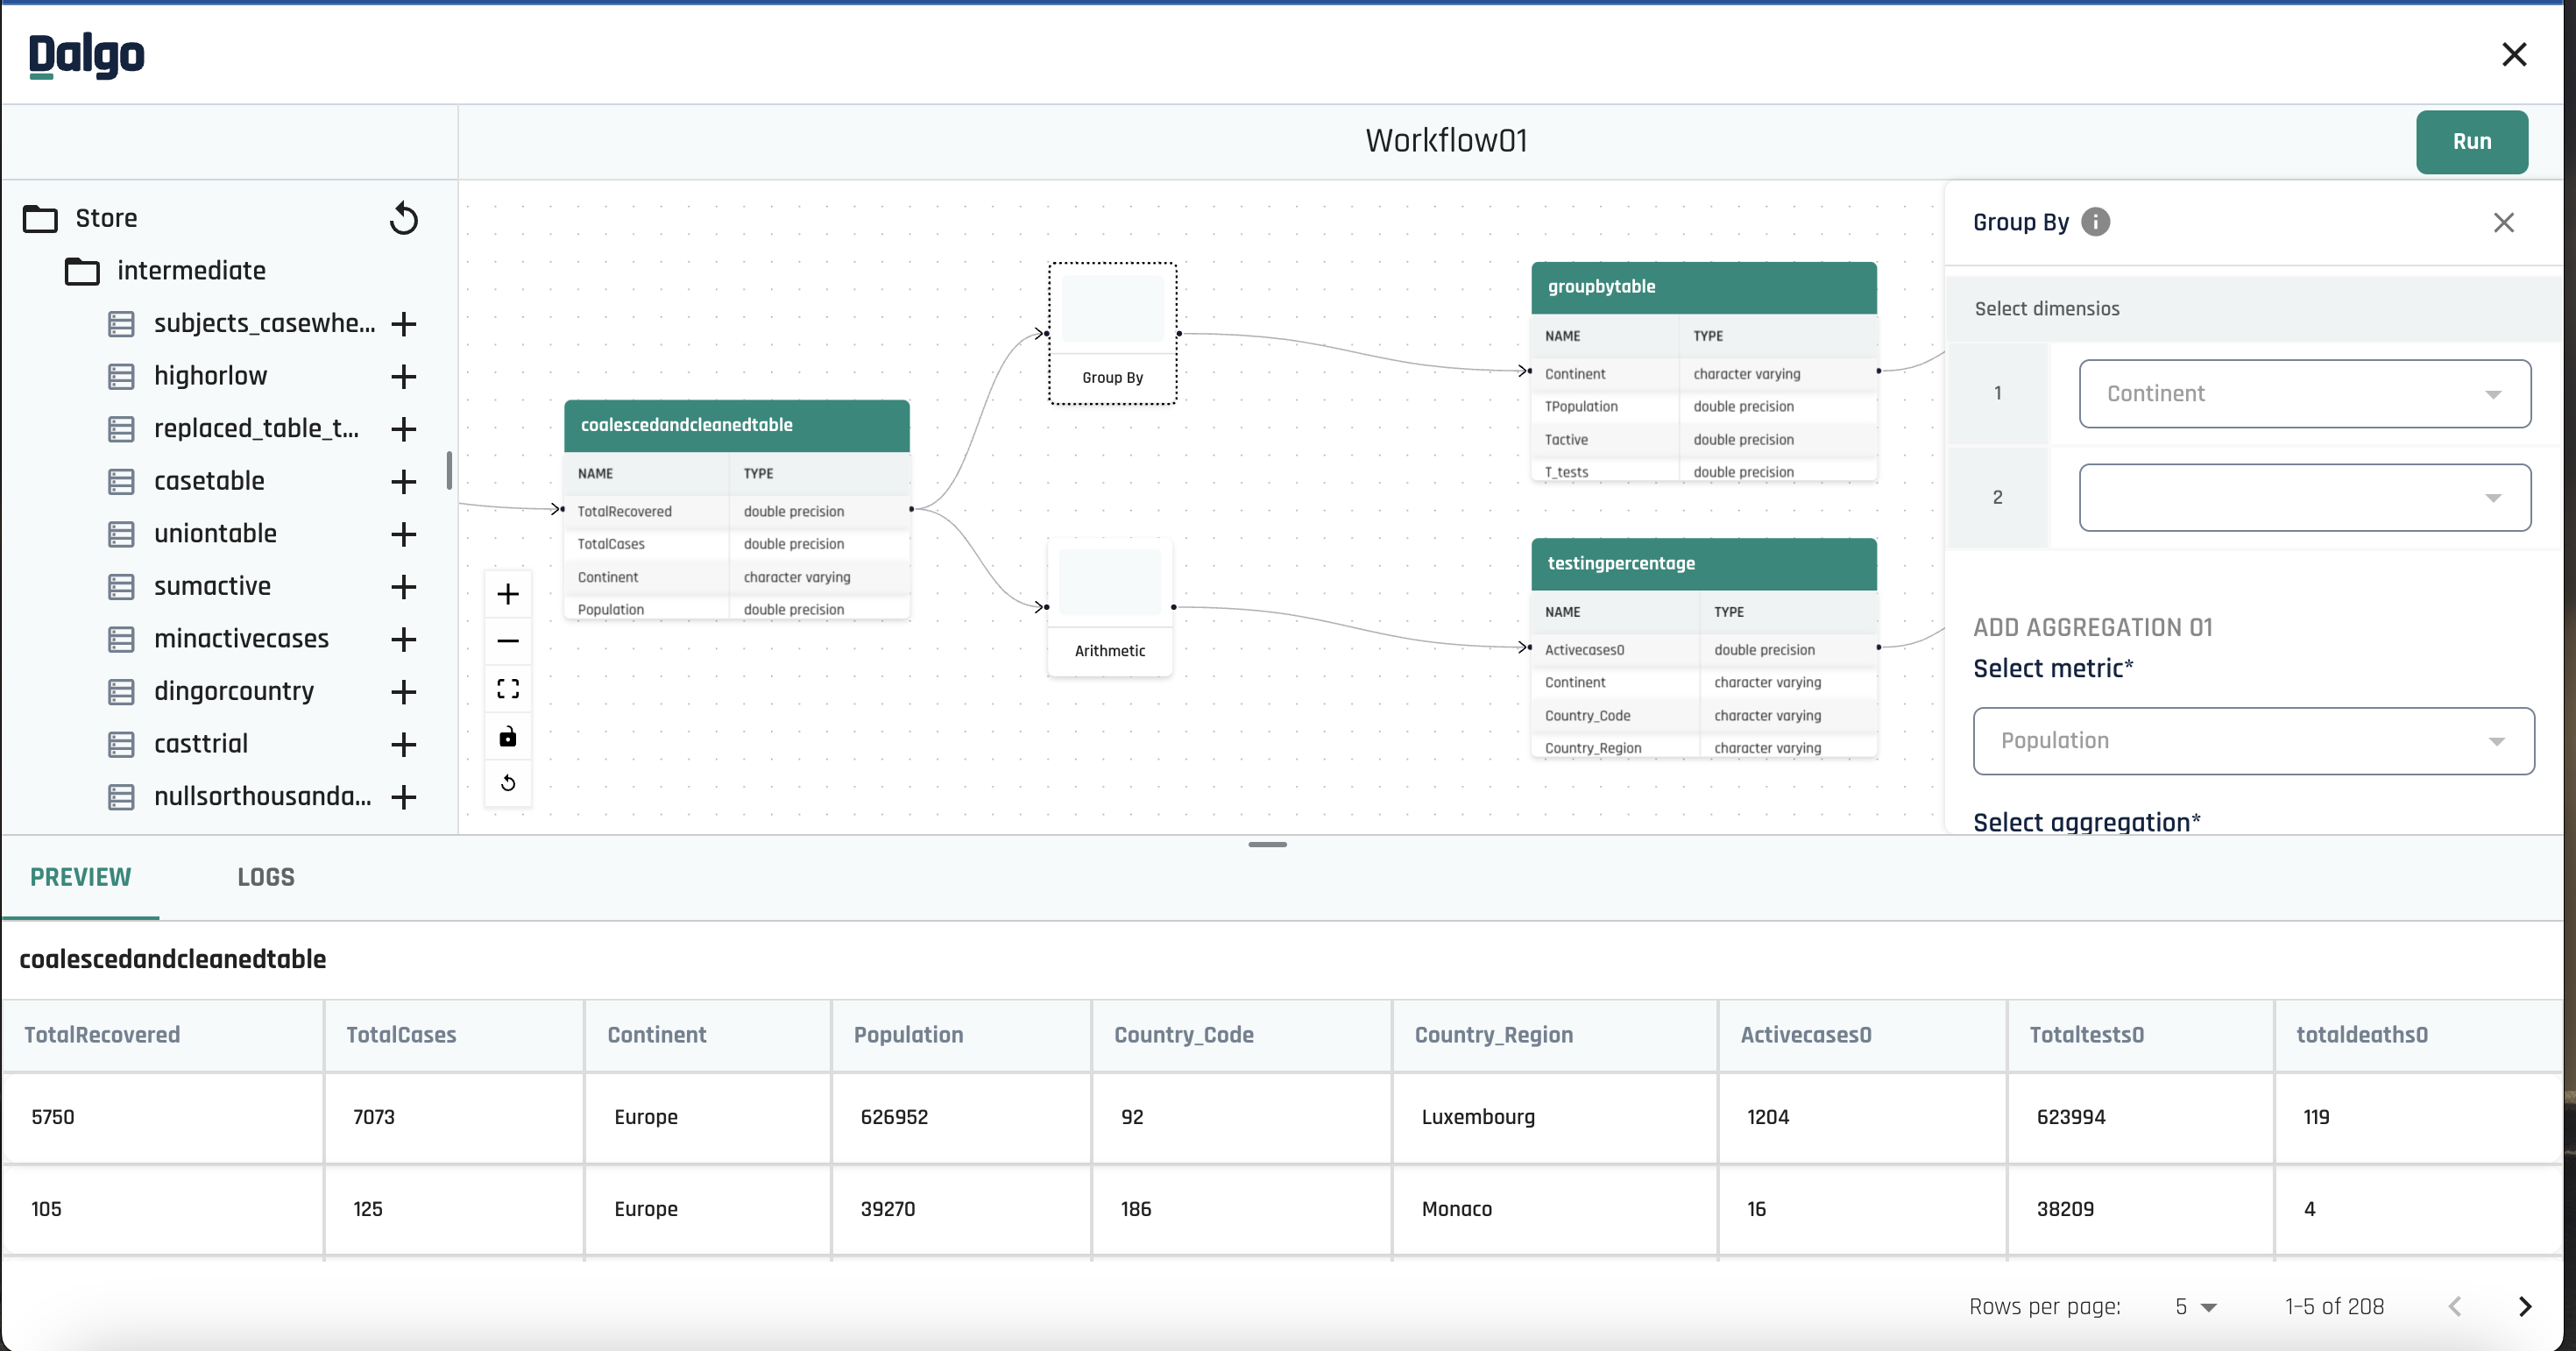 Dalgo
Workflow01
Run
Store
intermediate
subjects_casewhe...
highorlow
replaced_table_t...
casetable
uniontable
sumactive
minactivecases
dingorcountry
casttrial
nullsorthousanda...
coalescedandcleanedtable
NAME TYPE
TotalRecovered double precision
TotalCases double precision
Continent character varying
Population double precision
Group By
Arithmetic
groupbytable
NAME TYPE
Continent character varying
TPopulation double precision
Tactive double precision
T_tests double precision
testingpercentage
NAME TYPE
Activecases0 double precision
Continent character varying
Country_Code character varying
Country_Region character varying
Group By i
Select dimensios
1 Continent
2
ADD AGGREGATION 01
Select metric*
Population
Select aggregation*
PREVIEW LOGS
coalescedandcleanedtable
TotalRecovered TotalCases Continent Population Country_Code Country_Region Activecases0 Totaltests0 totaldeaths0
5750 7073 Europe 626952 92 Luxembourg 1204 623994 119
105 125 Europe 39270 186 Monaco 16 38209 4
Rows per page: 5 1-5 of 208